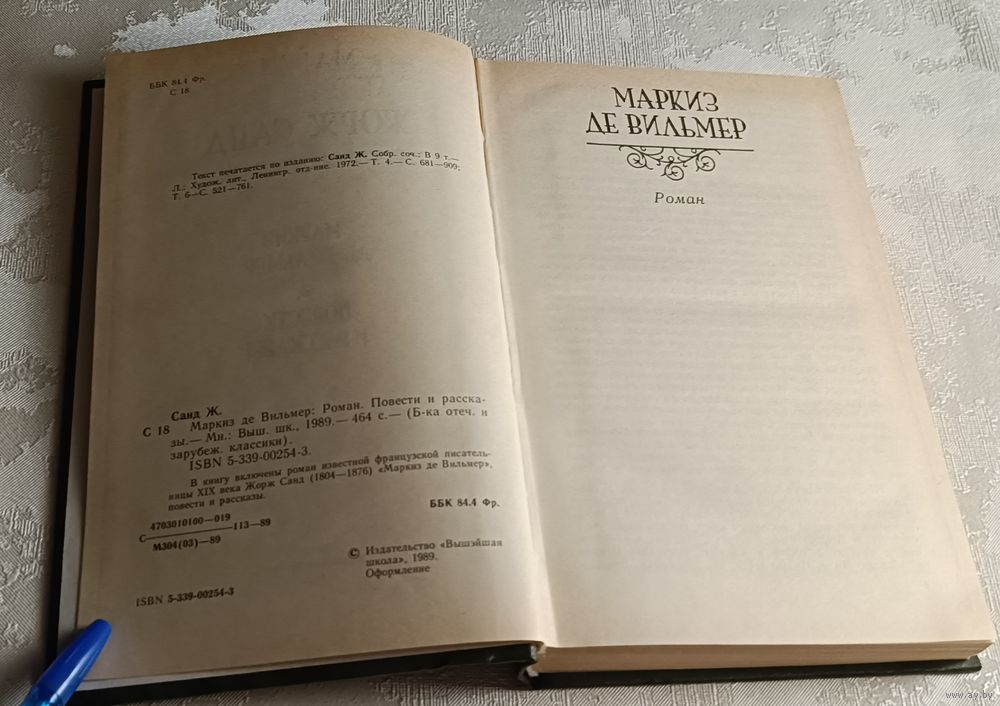 ББК 84.4 Фр.
С 18
Текст печатается по изданию: Санд Ж. Собр. соч.: В 9 т.—
Л.: Худож. лит., Ленингр. отд-ние. 1972.— Т. 4.— С. 681—909;
Т. 6—С. 521—761.
Санд Ж.
С 18 Маркиз де Вильмер: Роман. Повести и расска-
зы.— Мн.: Выш. шк., 1989.— 464 с.— (Б-ка отеч. и
зарубеж. классики).
ISBN 5-339-00254-3.
В книгу включены роман известной французской писатель-
ницы XIX века Жорж Санд (1804—1876) «Маркиз де Вильмер»,
повести и рассказы.
4703010100—019
С————113—89
М304(03)—89
ББК 84.4 Фр.
© Издательство «Вышэйшая
школа», 1989.
Оформление
ISBN 5-339-00254-3
МАРКИЗ
ДЕ ВИЛЬМЕР
Роман
www.ay.by